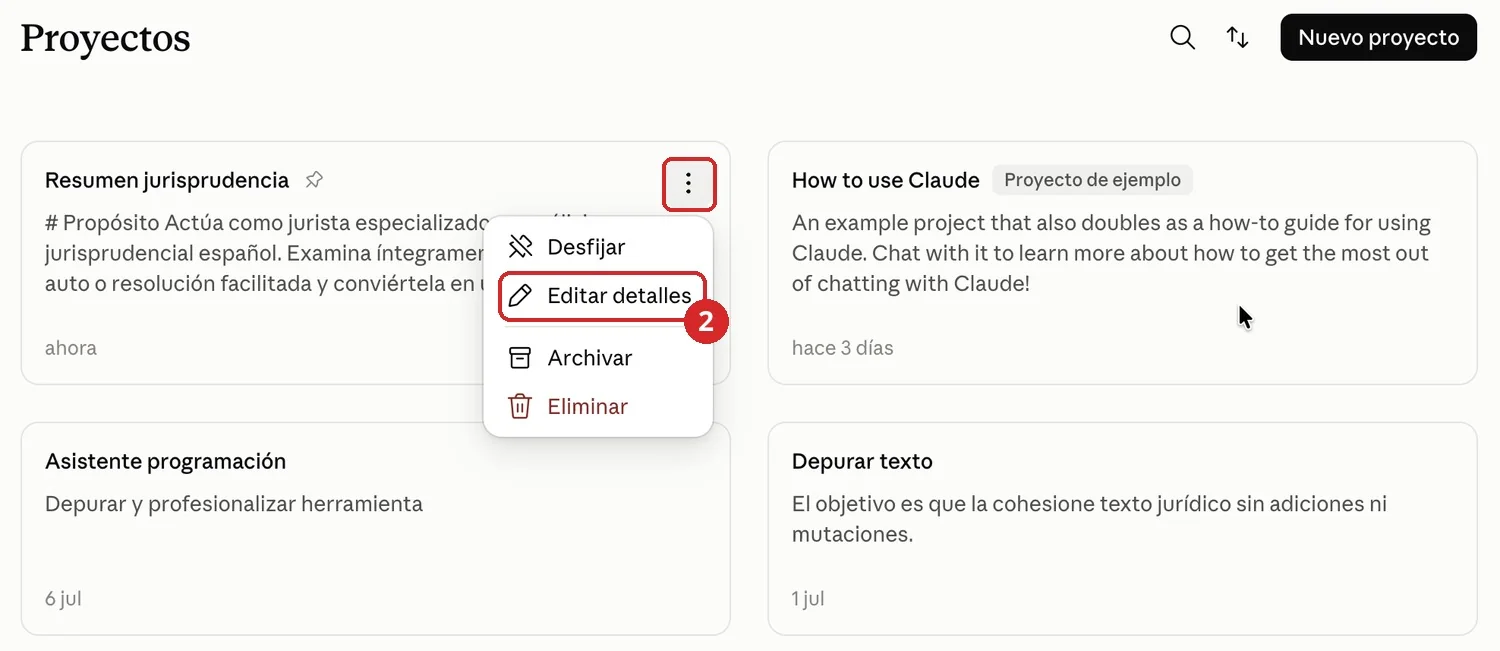 Proyectos
Nuevo proyecto
Resumen jurisprudencia
# Propósito Actúa como jurista especializado
jurisprudencial español. Examina íntegramer
auto o resolución facilitada y conviértela en
ahora
Desfijar
Editar detalles
2
Archivar
Eliminar
How to use Claude
Proyecto de ejemplo
An example project that also doubles as a how-to guide for using
Claude. Chat with it to learn more about how to get the most out
of chatting with Claude!
hace 3 días
Asistente programación
Depurar y profesionalizar herramienta
6 jul
Depurar texto
El objetivo es que la cohesione texto jurídico sin adiciones ni
mutaciones.
1 jul